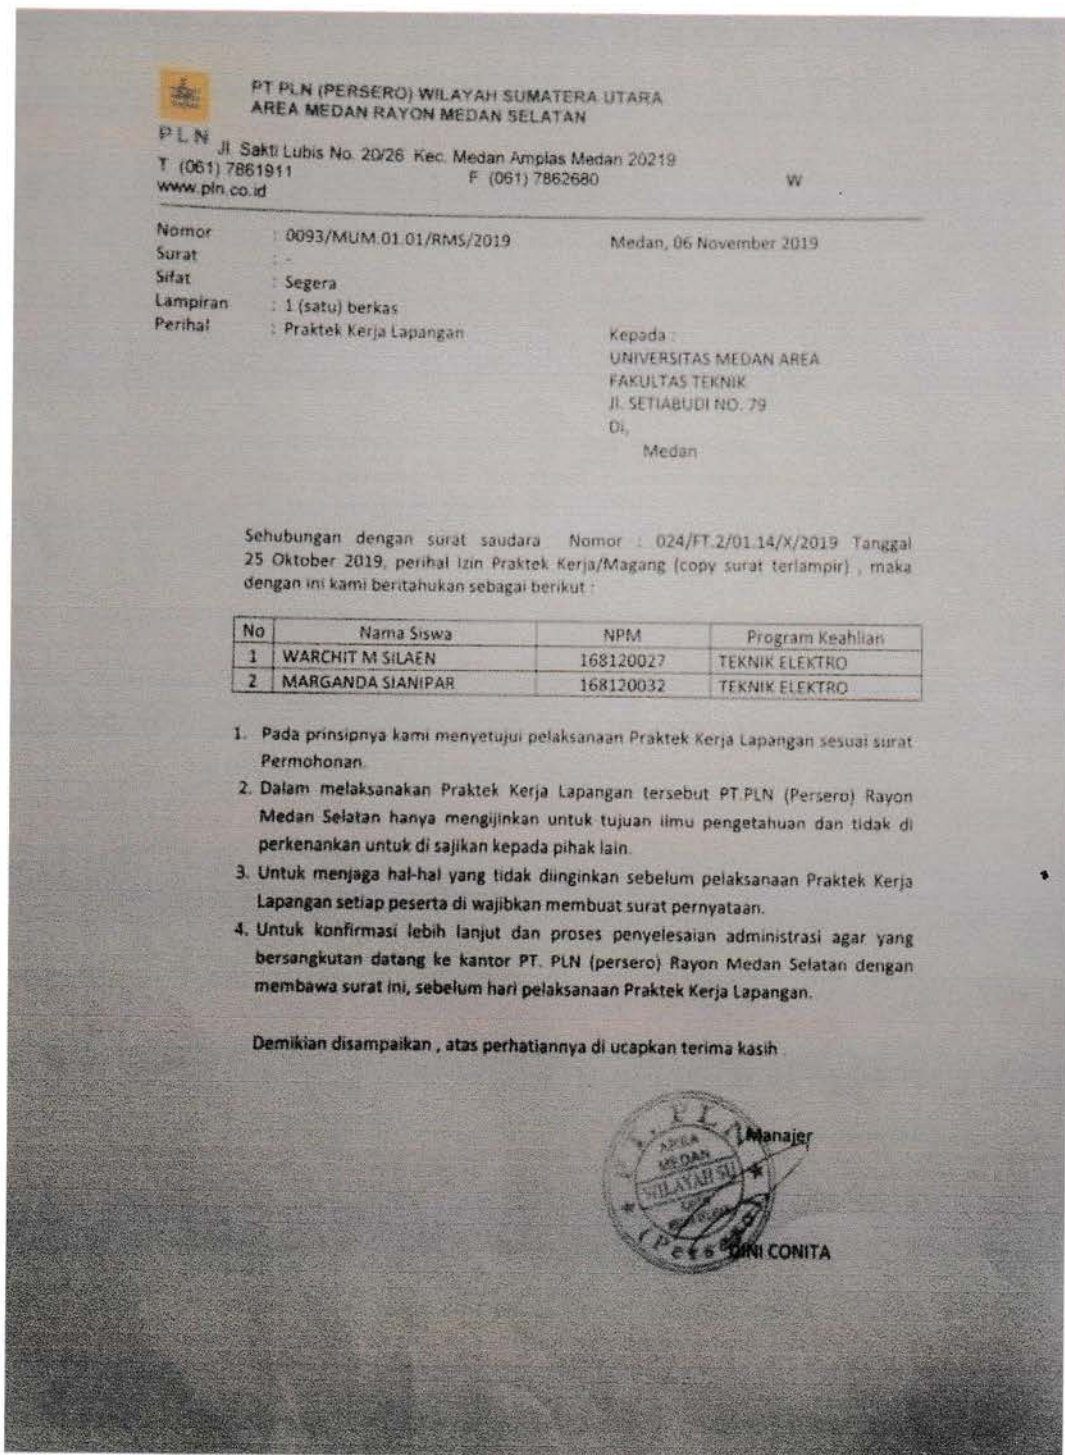 PT PLN (PERSERO) WILAYAH SUMATERA UTARA
AREA MEDAN RAYON MEDAN SELATAN
PLN
Jl. Sakti Lubis No. 20/26 Kec. Medan Amplas Medan 20219
T (061) 7861911 F (061) 7862680 W
www.pln.co.id
Nomor : 0093/MUM.01.01/RMS/2019 Medan, 06 November 2019
Surat : -
Sifat : Segera
Lampiran : 1 (satu) berkas
Perihal : Praktek Kerja Lapangan
Kepada :
UNIVERSITAS MEDAN AREA
FAKULTAS TEKNIK
Jl. SETIABUDI NO. 79
Di,
Medan
Sehubungan dengan surat saudara Nomor : 024/FT.2/01.14/X/2019 Tanggal
25 Oktober 2019, perihal Izin Praktek Kerja/Magang (copy surat terlampir) , maka
dengan ini kami beritahukan sebagai berikut :
No Nama Siswa NPM Program Keahlian
1 WARCHIT M SILAEN 168120027 TEKNIK ELEKTRO
2 MARGANDA SIANIPAR 168120032 TEKNIK ELEKTRO
1. Pada prinsipnya kami menyetujui pelaksanaan Praktek Kerja Lapangan sesuai surat
Permohonan.
2. Dalam melaksanakan Praktek Kerja Lapangan tersebut PT.PLN (Persero) Rayon
Medan Selatan hanya mengijinkan untuk tujuan ilmu pengetahuan dan tidak di
perkenankan untuk di sajikan kepada pihak lain.
3. Untuk menjaga hal-hal yang tidak diinginkan sebelum pelaksanaan Praktek Kerja
Lapangan setiap peserta di wajibkan membuat surat pernyataan.
4. Untuk konfirmasi lebih lanjut dan proses penyelesaian administrasi agar yang
bersangkutan datang ke kantor PT. PLN (persero) Rayon Medan Selatan dengan
membawa surat ini, sebelum hari pelaksanaan Praktek Kerja Lapangan.
Demikian disampaikan , atas perhatiannya di ucapkan terima kasih .
Manajer
PT. PLN
AREA
MEDAN
WILAYAH SU
(Persero)
DINI CONITA